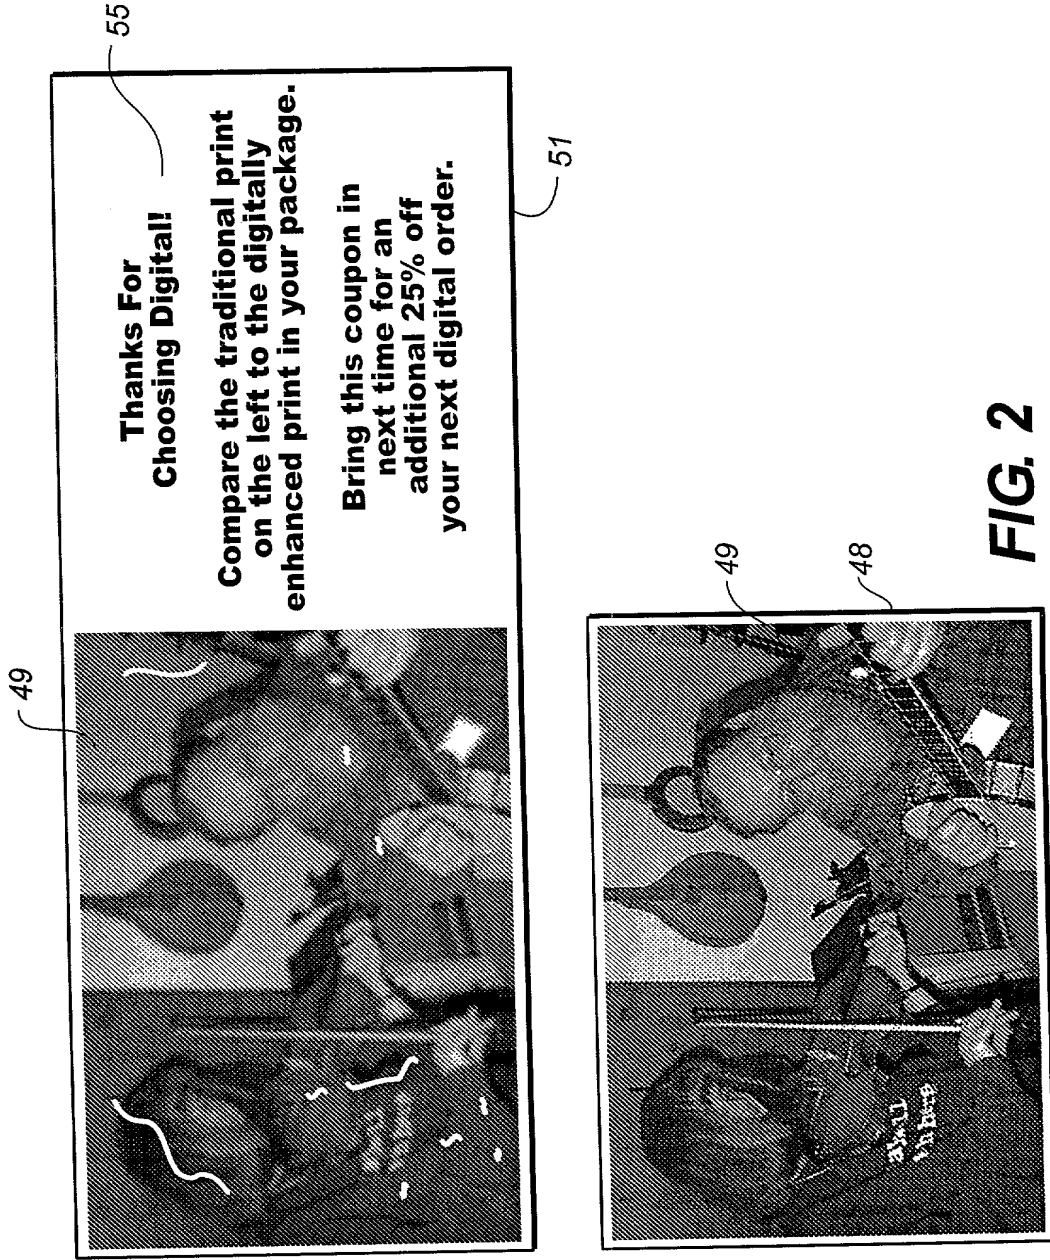 55
49
Thanks For
Choosing Digital!
Compare the traditional print
on the left to the digitally
enhanced print in your package.
Bring this coupon in
next time for an
additional 25% off
your next digital order.
51
49
48
FIG. 2